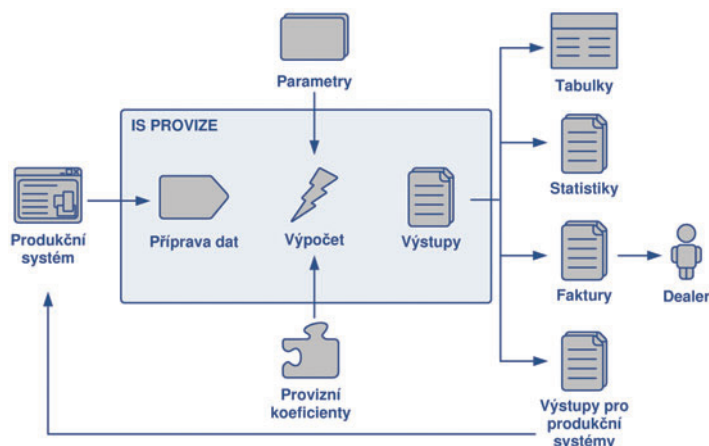 Parametry
Tabulky
IS PROVIZE
Statistiky
Produkční
systém
Příprava dat
Výpočet
Výstupy
Faktury
Dealer
Provizní
koeficienty
Výstupy pro
produkční
systémy